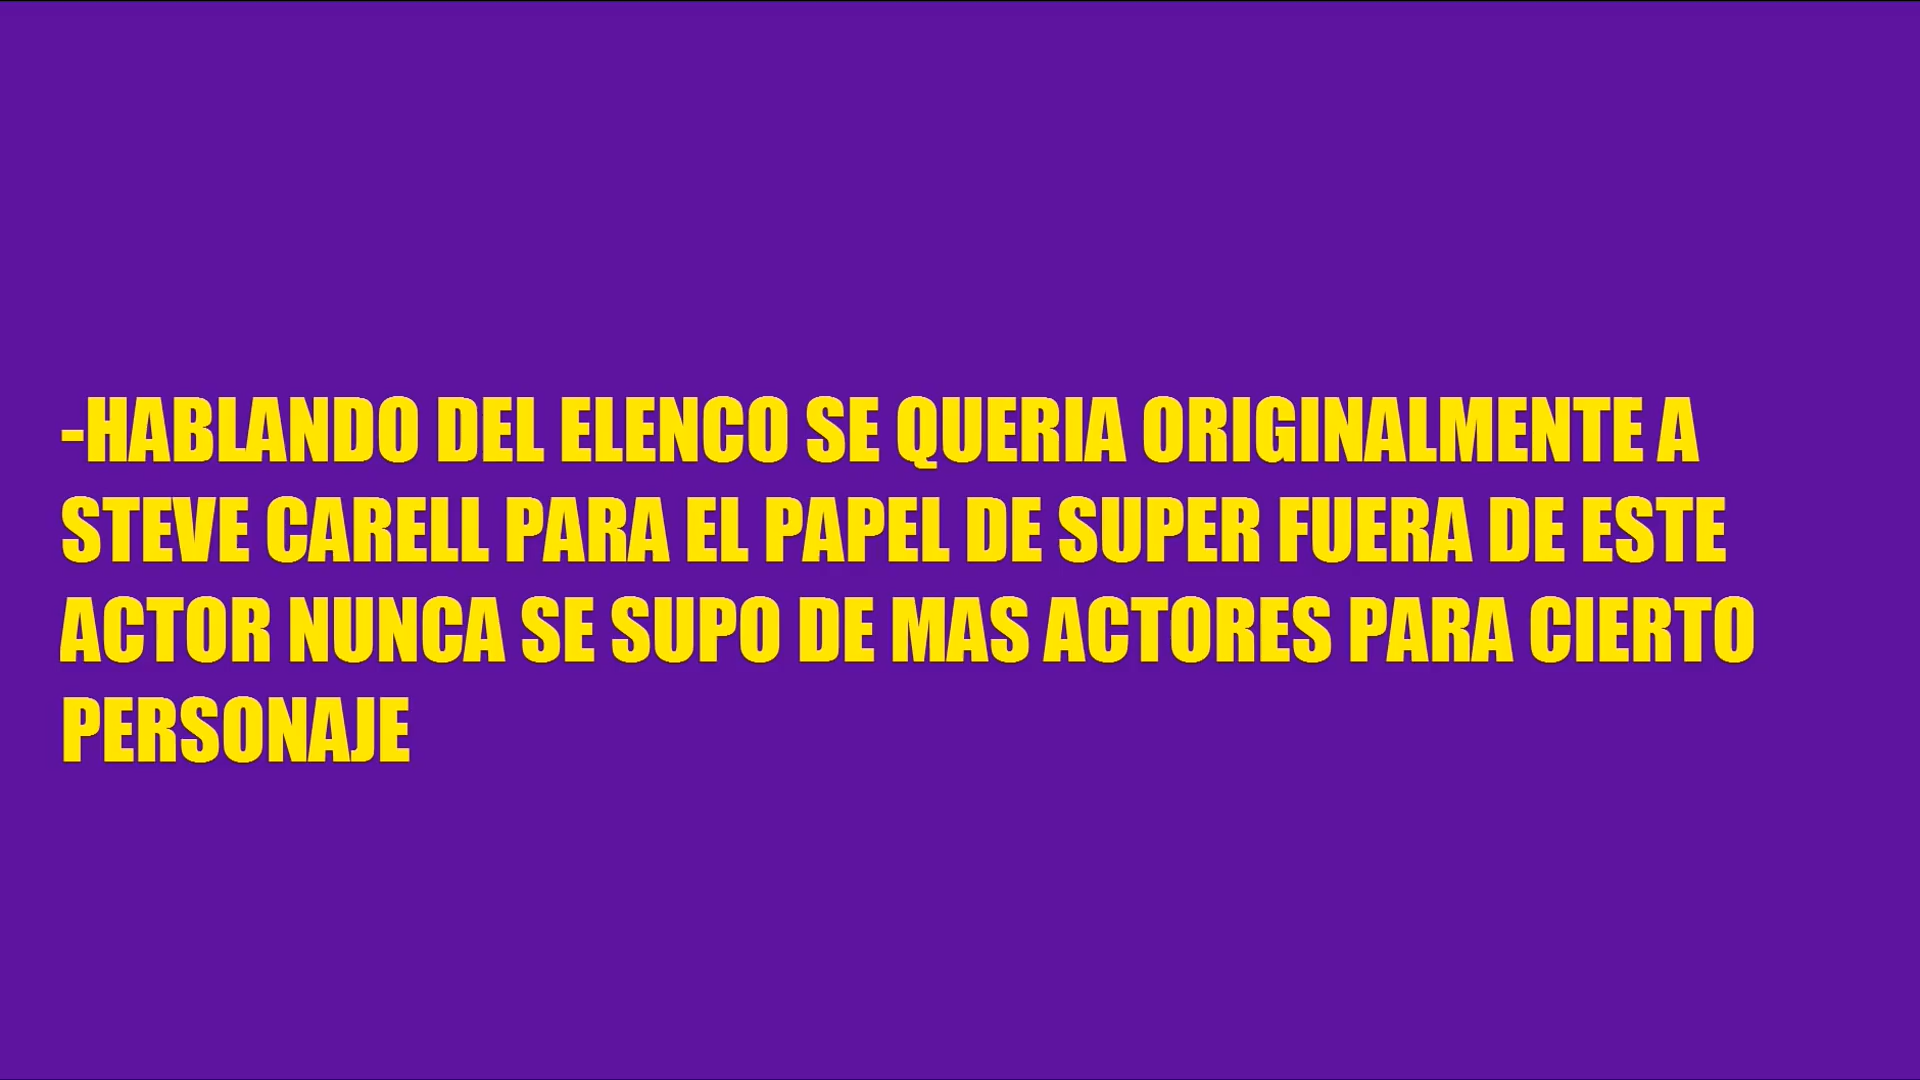 -HABLANDO DEL ELENCO SE QUERIA ORIGINALMENTE A
STEVE CARELL PARA EL PAPEL DE SUPER FUERA DE ESTE
ACTOR NUNCA SE SUPO DE MAS ACTORES PARA CIERTO
PERSONAJE